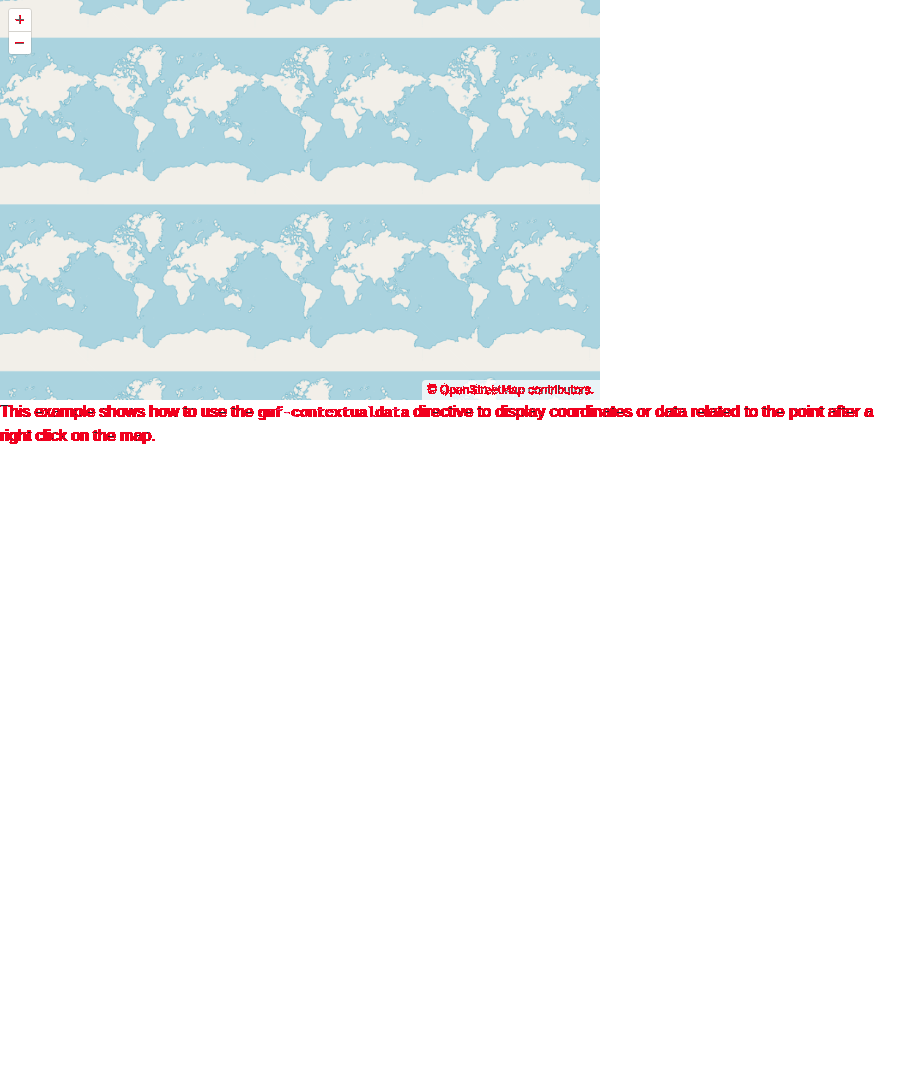 +
−
© OpenStreetMap contributors.
This example shows how to use the gmf-contextualdata directive to display coordinates or data related to the point after a
right click on the map.